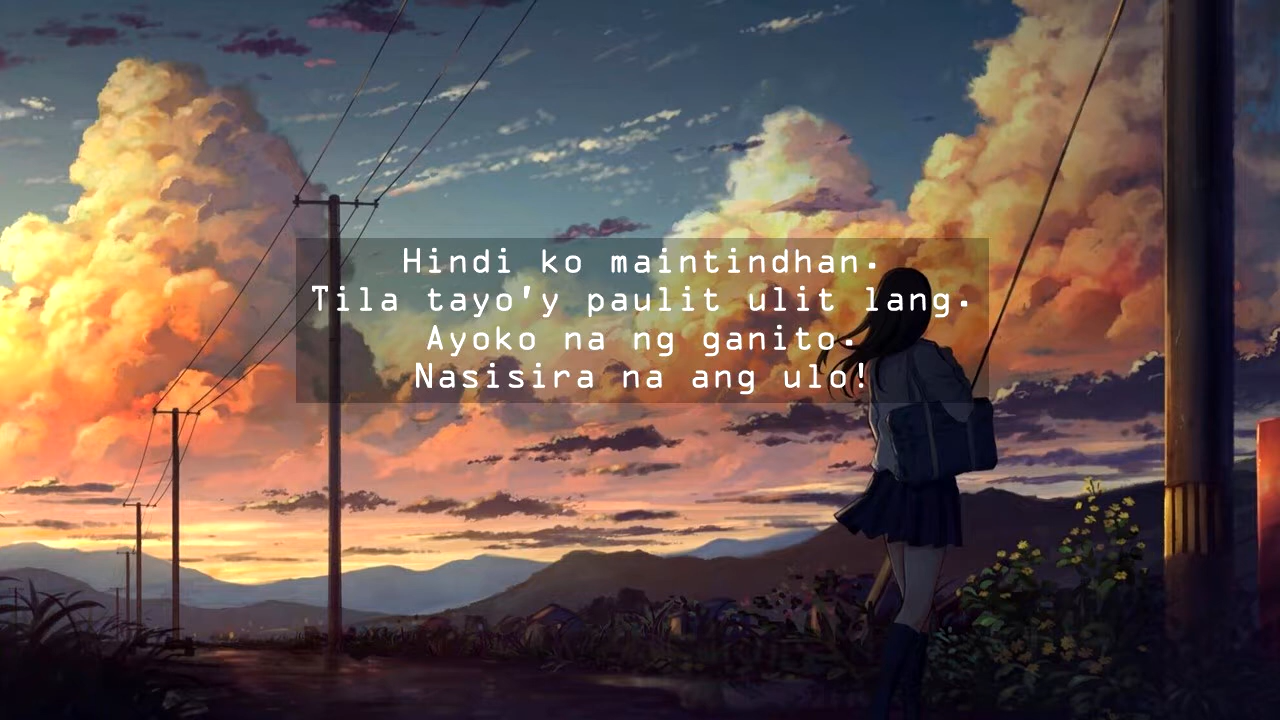 Hindi ko maintindhan.
Tila tayo'y paulit ulit lang.
Ayoko na ng ganito.
Nasisira na ang ulo!